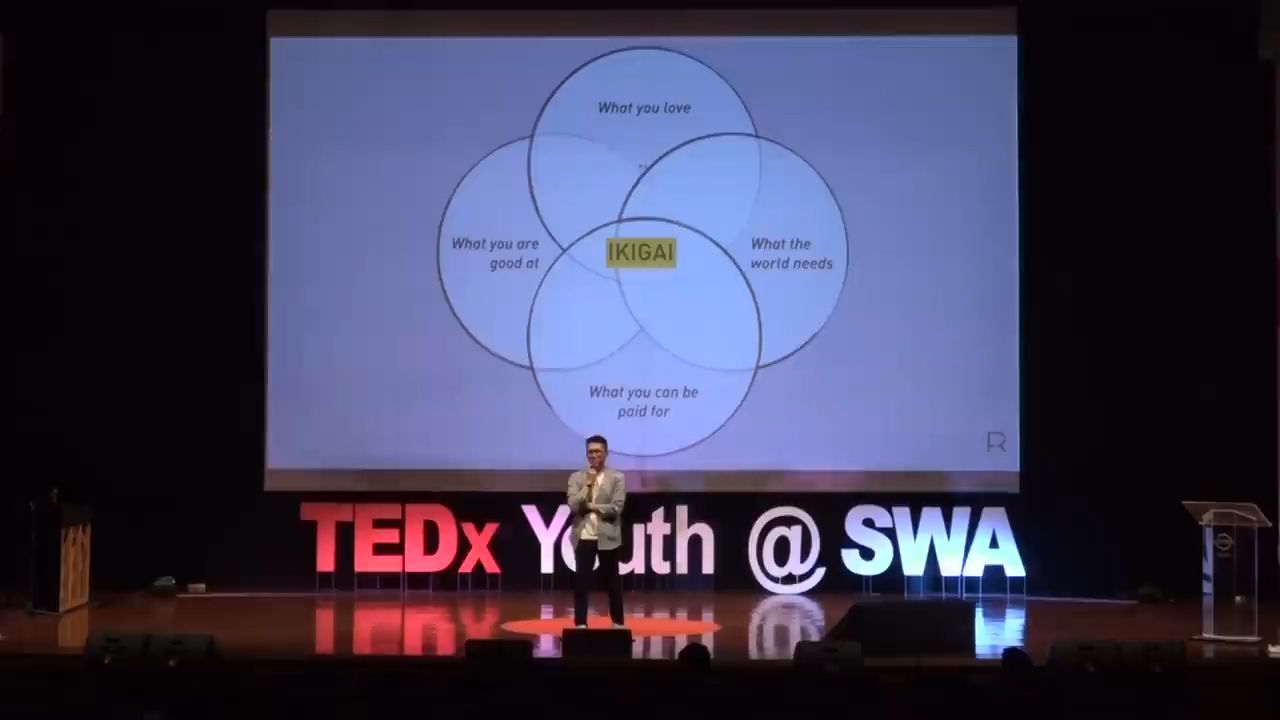 What you love
What you are
good at
IKIGAI
What the
world needs
What you can be
paid for
R
TEDx Youth @ SWA